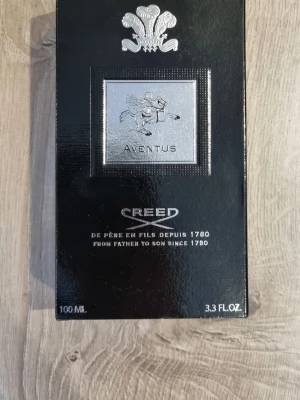 AVENTUS
CREED
DE PÈRE EN FILS DEPUIS 1760
FROM FATHER TO SON SINCE 1760
100 ML
3.3 FL.OZ.